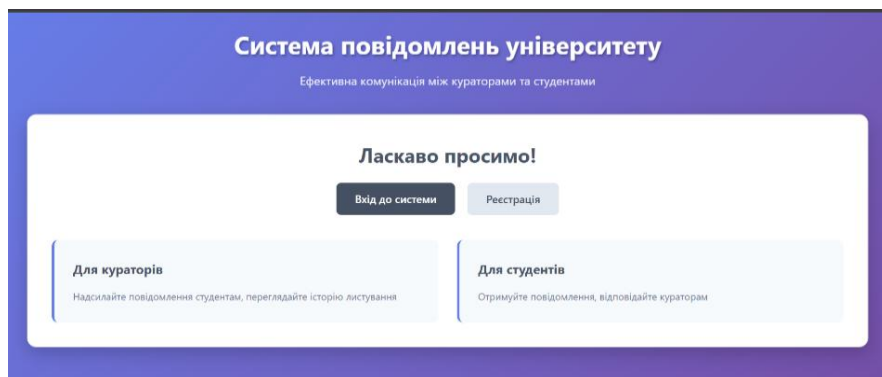 Система повідомлень університету
Ефективна комунікація між кураторами та студентами
Ласкаво просимо!
Вхід до системи
Реєстрація
Для кураторів
Надсилайте повідомлення студентам, переглядайте історію листування
Для студентів
Отримуйте повідомлення, відповідайте кураторам